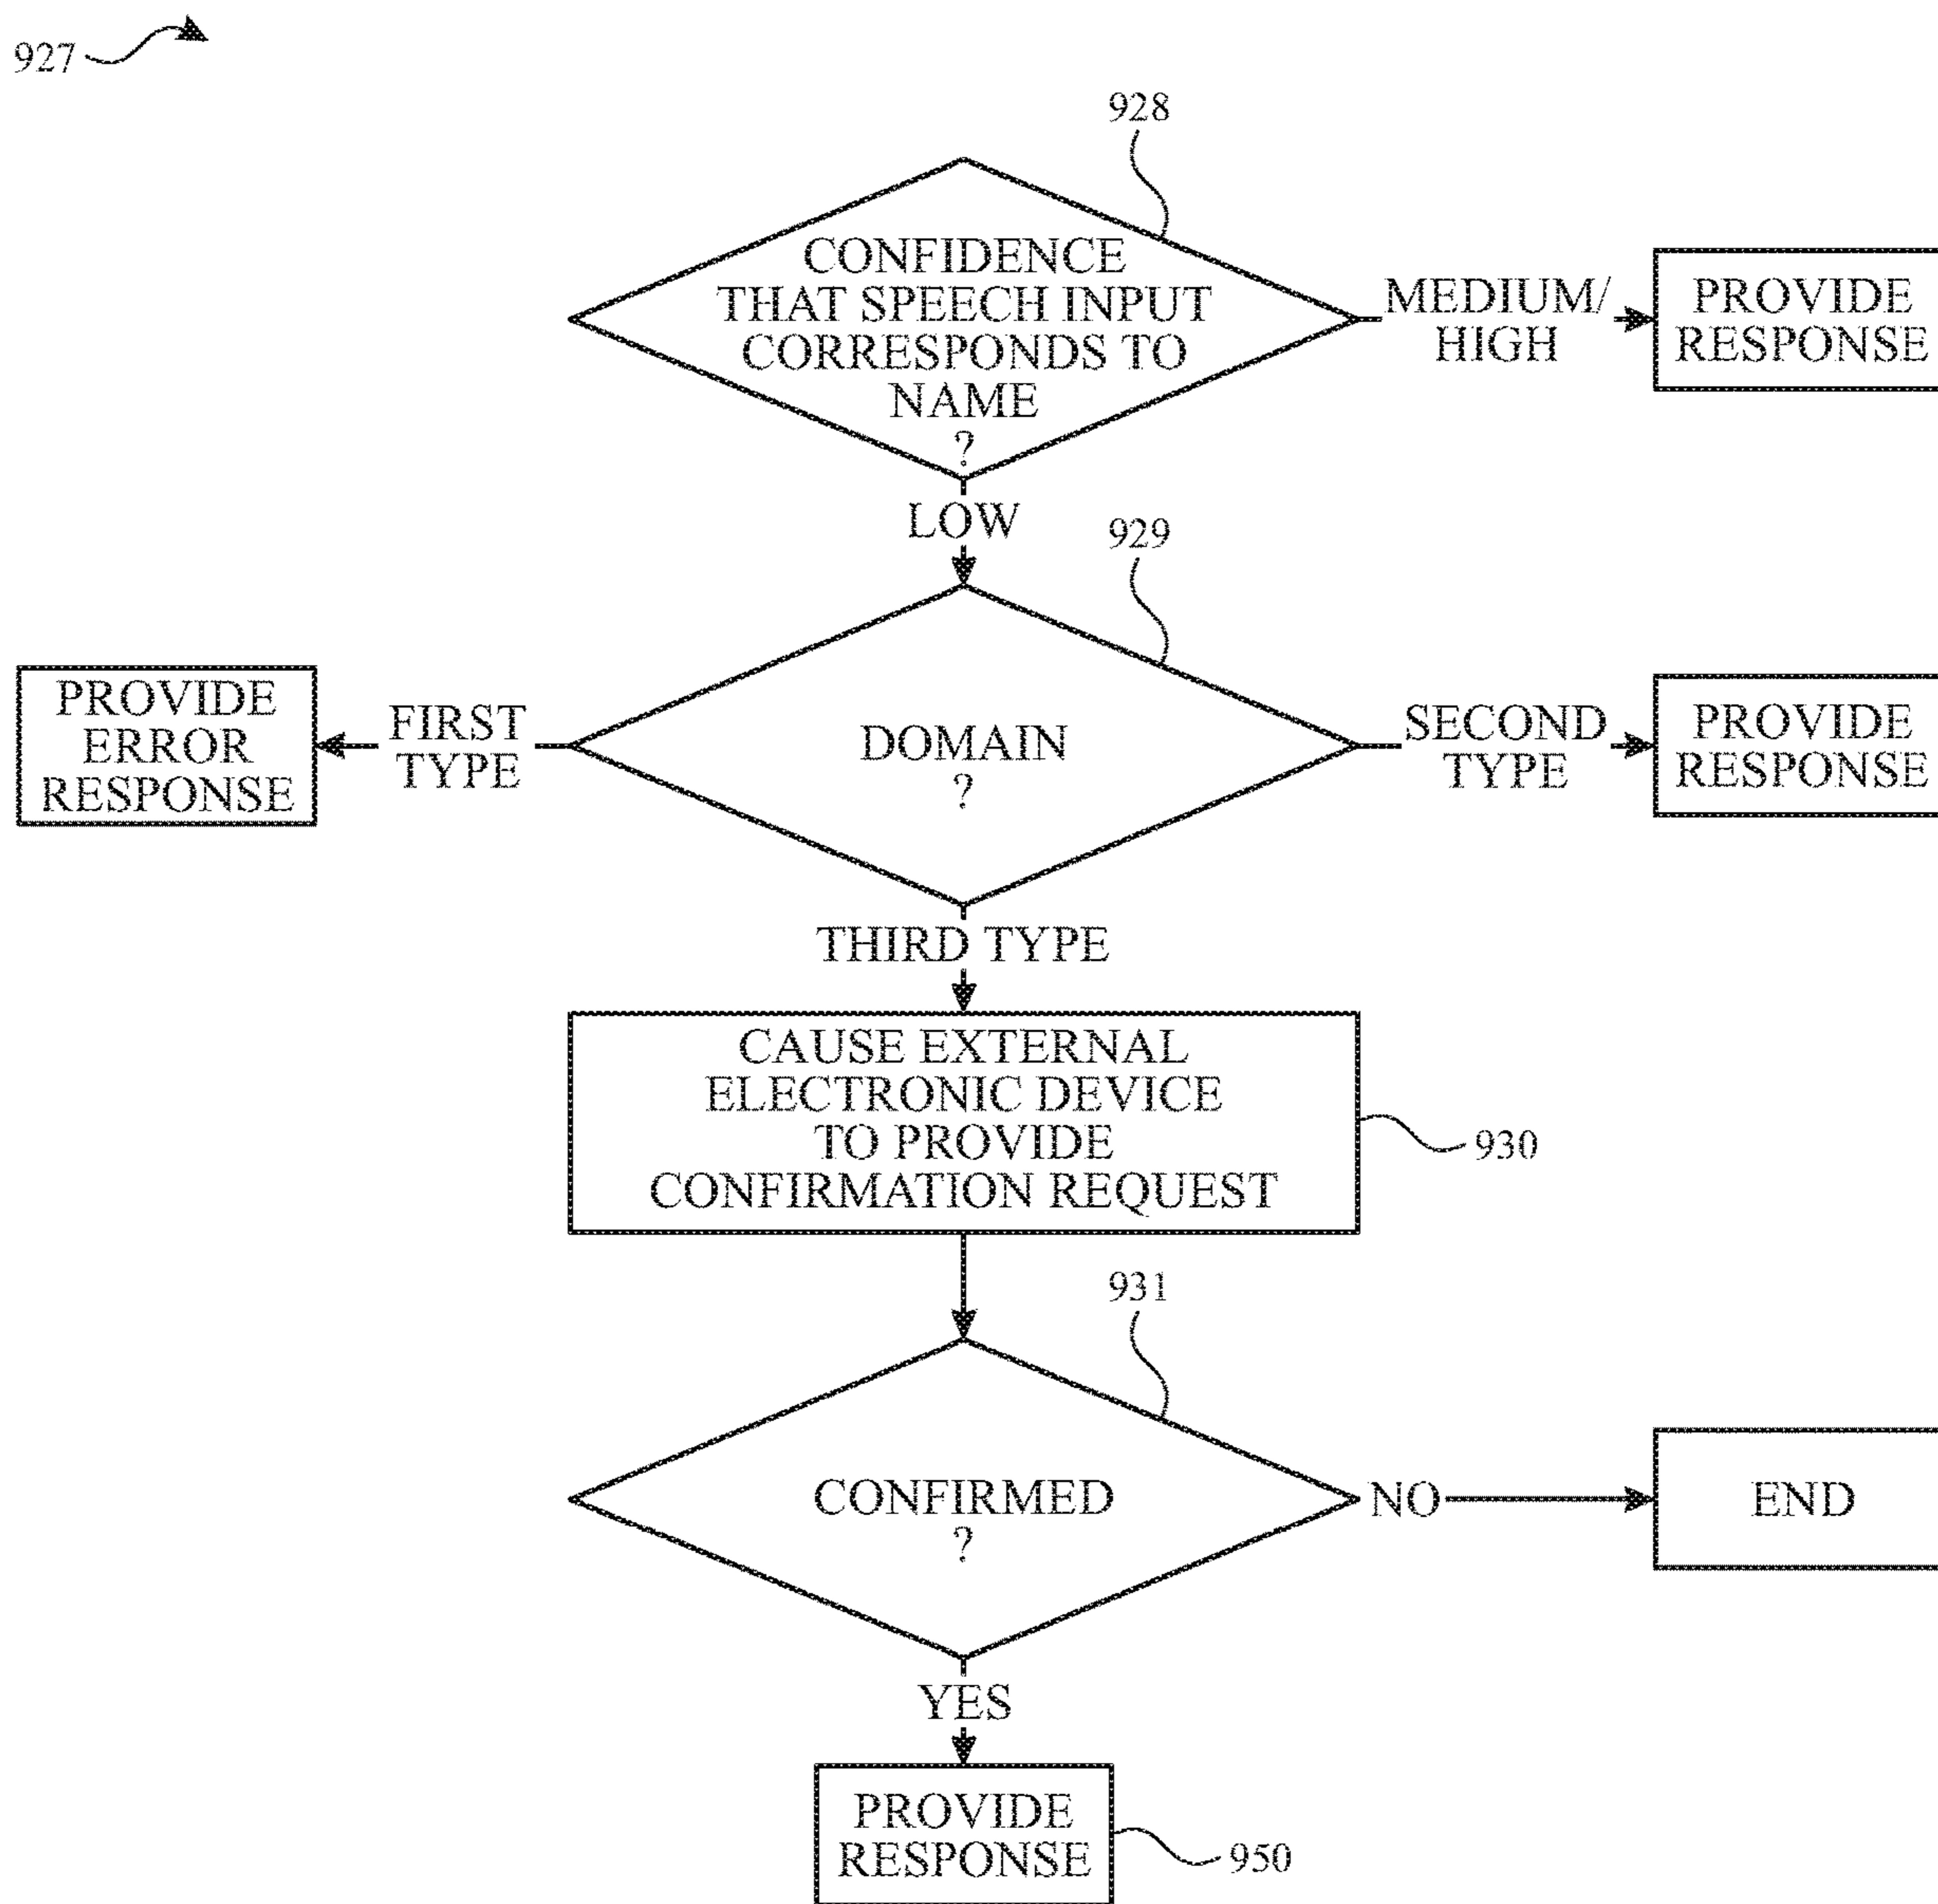 927
928
CONFIDENCE
THAT SPEECH INPUT
CORRESPONDS TO
NAME
?
MEDIUM/
HIGH
PROVIDE
RESPONSE
LOW
929
PROVIDE
ERROR
RESPONSE
FIRST
TYPE
DOMAIN
?
SECOND
TYPE
PROVIDE
RESPONSE
THIRD TYPE
CAUSE EXTERNAL
ELECTRONIC DEVICE
TO PROVIDE
CONFIRMATION REQUEST
930
931
CONFIRMED
?
NO
END
YES
PROVIDE
RESPONSE
950